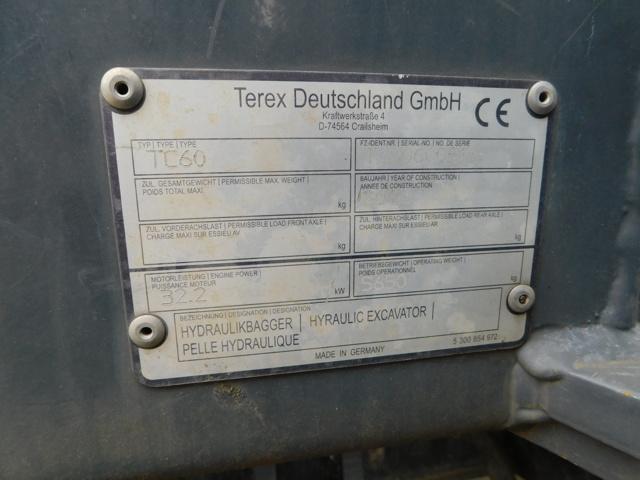 Terex Deutschland GmbH
Kraftwerkstraße 4
D-74564 Crailsheim
CE
TYP | TYPE | TYPE
TC60
FZ-IDENT.NR. | SERIAL-NO. | NO. DE SERIE
ZUL. GESAMTGEWICHT | PERMISSIBLE MAX. WEIGHT|
POIDS TOTAL MAXI
kg
BAUJAHR | YEAR OF CONSTRUCTION |
ANNEE DE CONSTRUCTION
ZUL. VORDERACHSLAST | PERMISSIBLE LOAD FRONT AXLE |
CHARGE MAXI SUR ESSIEU AV
kg
ZUL. HINTERACHSLAST | PERMISSIBLE LOAD REAR AXLE |
CHARGE MAXI SUR ESSIEU AR
kg
MOTORLEISTUNG | ENGINE POWER |
PUISSANCE MOTEUR
32.2
kW
BETRIEBSGEWICHT | OPERATING WEIGHT |
POIDS OPERATIONNEL
5850
kg
BEZEICHNUNG | DESIGNATION | DESIGNATION
HYDRAULIKBAGGER | HYRAULIC EXCAVATOR |
PELLE HYDRAULIQUE
MADE IN GERMANY
5 300 654 672